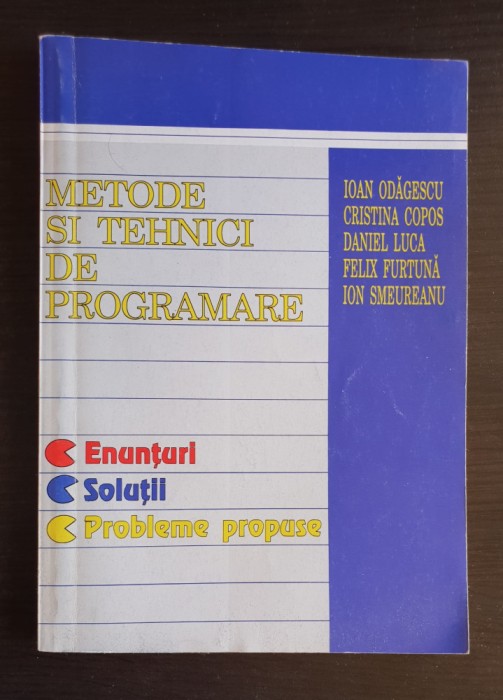 METODE
SI TEHNICI
DE
PROGRAMARE
IOAN ODĂGESCU
CRISTINA COPOS
DANIEL LUCA
FELIX FURTUNĂ
ION SMEUREANU
Enunţuri
Soluţii
Probleme propuse